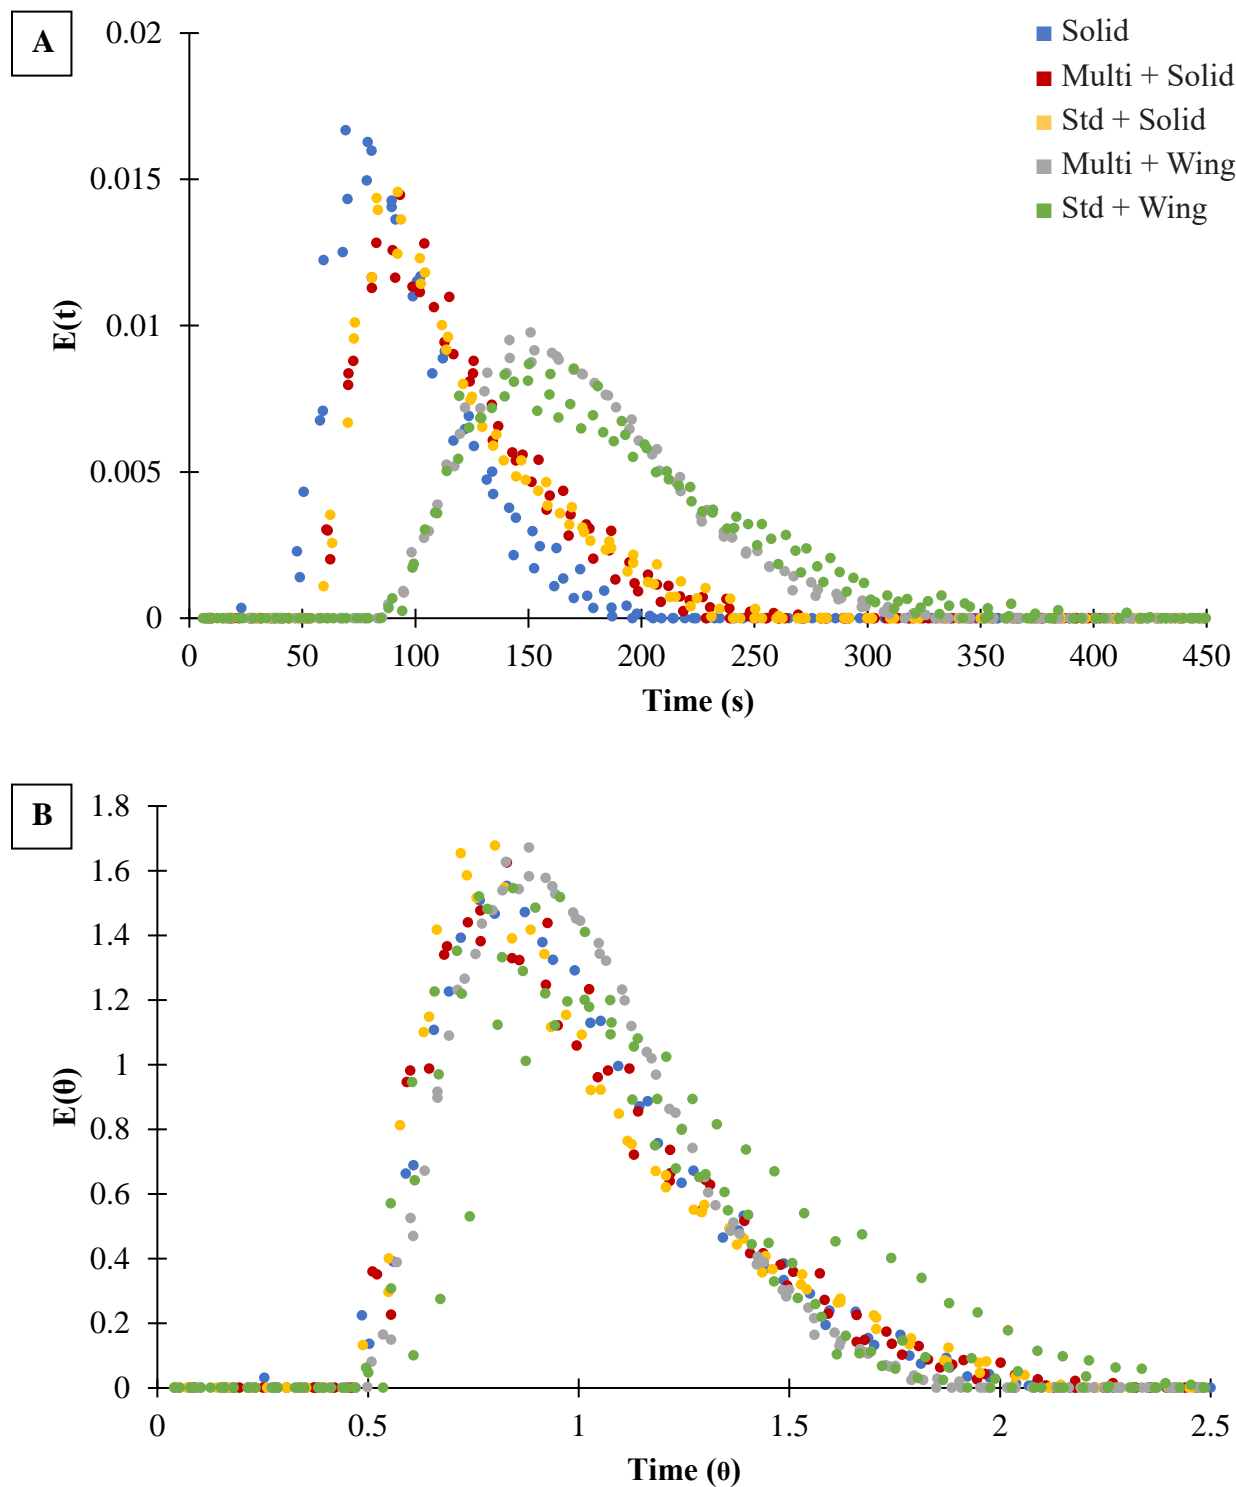 A
0.02
0.015
0.01
0.005
0
E(t)
0 50 100 150 200 250 300 350 400 450
Time (s)
Solid
Multi + Solid
Std + Solid
Multi + Wing
Std + Wing
B
1.8
1.6
1.4
1.2
1
0.8
0.6
0.4
0.2
0
E(θ)
0 0.5 1 1.5 2 2.5
Time (θ)